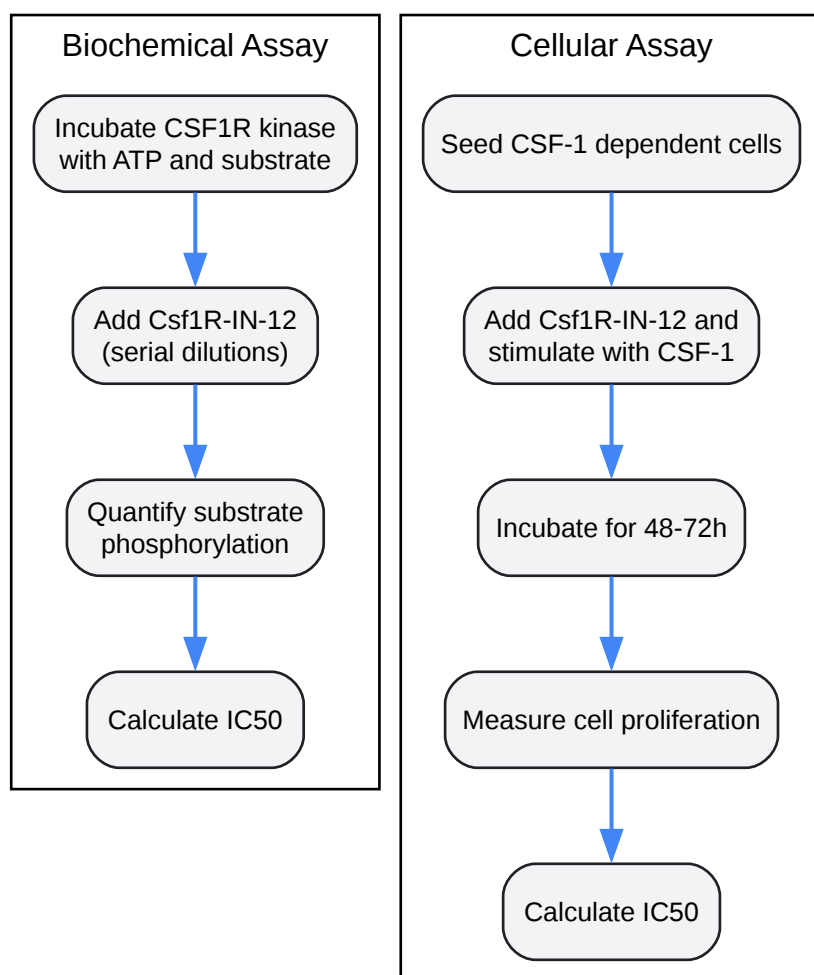 Biochemical Assay
Incubate CSF1R kinase
with ATP and substrate
Add Csf1R-IN-12
(serial dilutions)
Quantify substrate
phosphorylation
Calculate IC50
Cellular Assay
Seed CSF-1 dependent cells
Add Csf1R-IN-12 and
stimulate with CSF-1
Incubate for 48-72h
Measure cell proliferation
Calculate IC50